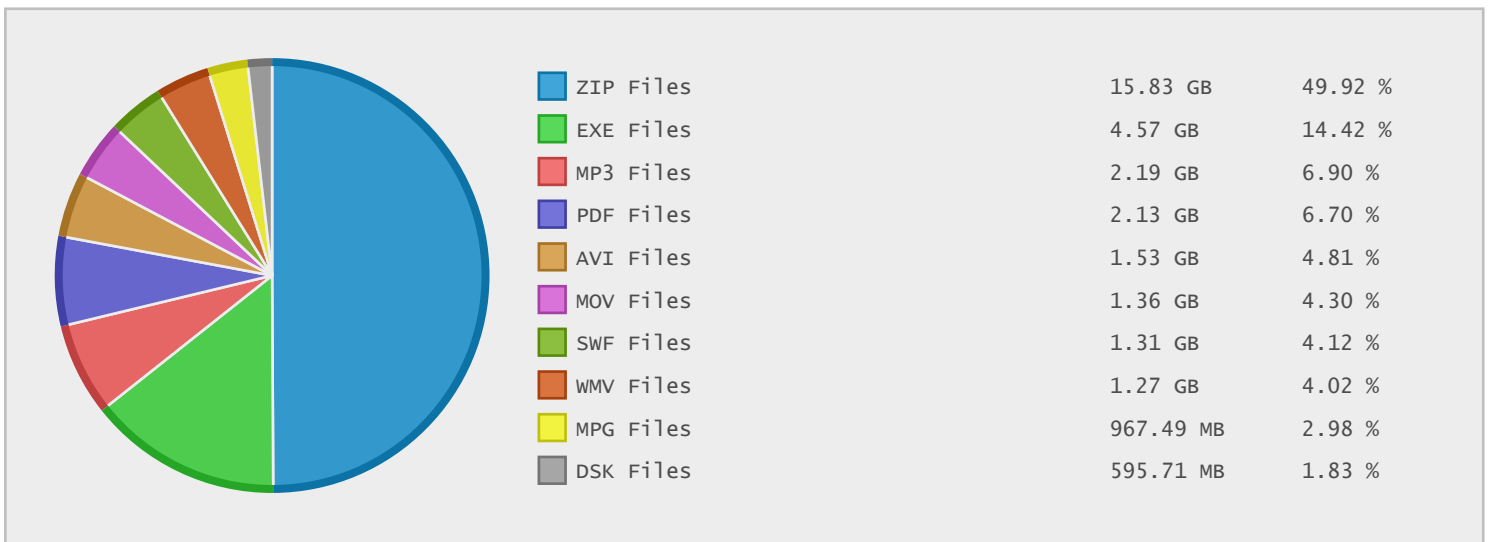 ZIP Files 15.83 GB 49.92 %
EXE Files 4.57 GB 14.42 %
MP3 Files 2.19 GB 6.90 %
PDF Files 2.13 GB 6.70 %
AVI Files 1.53 GB 4.81 %
MOV Files 1.36 GB 4.30 %
SWF Files 1.31 GB 4.12 %
WMV Files 1.27 GB 4.02 %
MPG Files 967.49 MB 2.98 %
DSK Files 595.71 MB 1.83 %